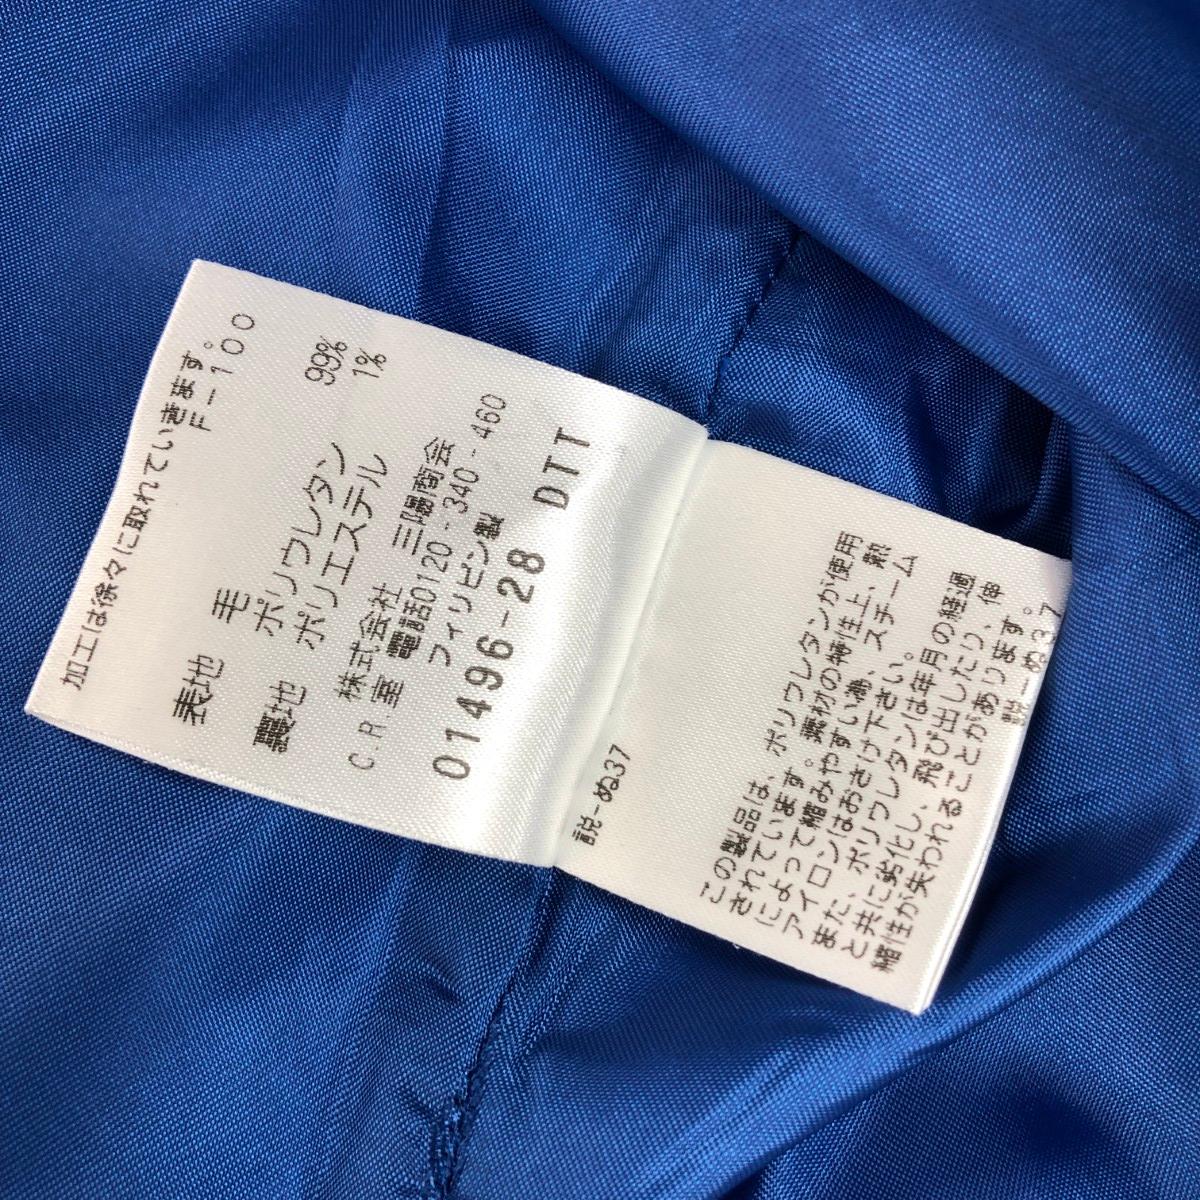 加工は徐々に取れていきます。
F-100
表地 毛 99%
ポリウレタン 1%
裏地 ポリエステル
株式会社 三陽商会
C.R.室 電話0120-340-460
フィリピン製
01496-28 DTT
説-ぬ37
この製品は、ポリウレタンが使用
されています。素材の特性上、熱
によって縮みやすい為、スチーム
アイロンはおさけ下さい。
また、ポリウレタンは年月の経過
と共に劣化し、飛び出したり、伸
縮性が失われることがあります。
説-ぬ37